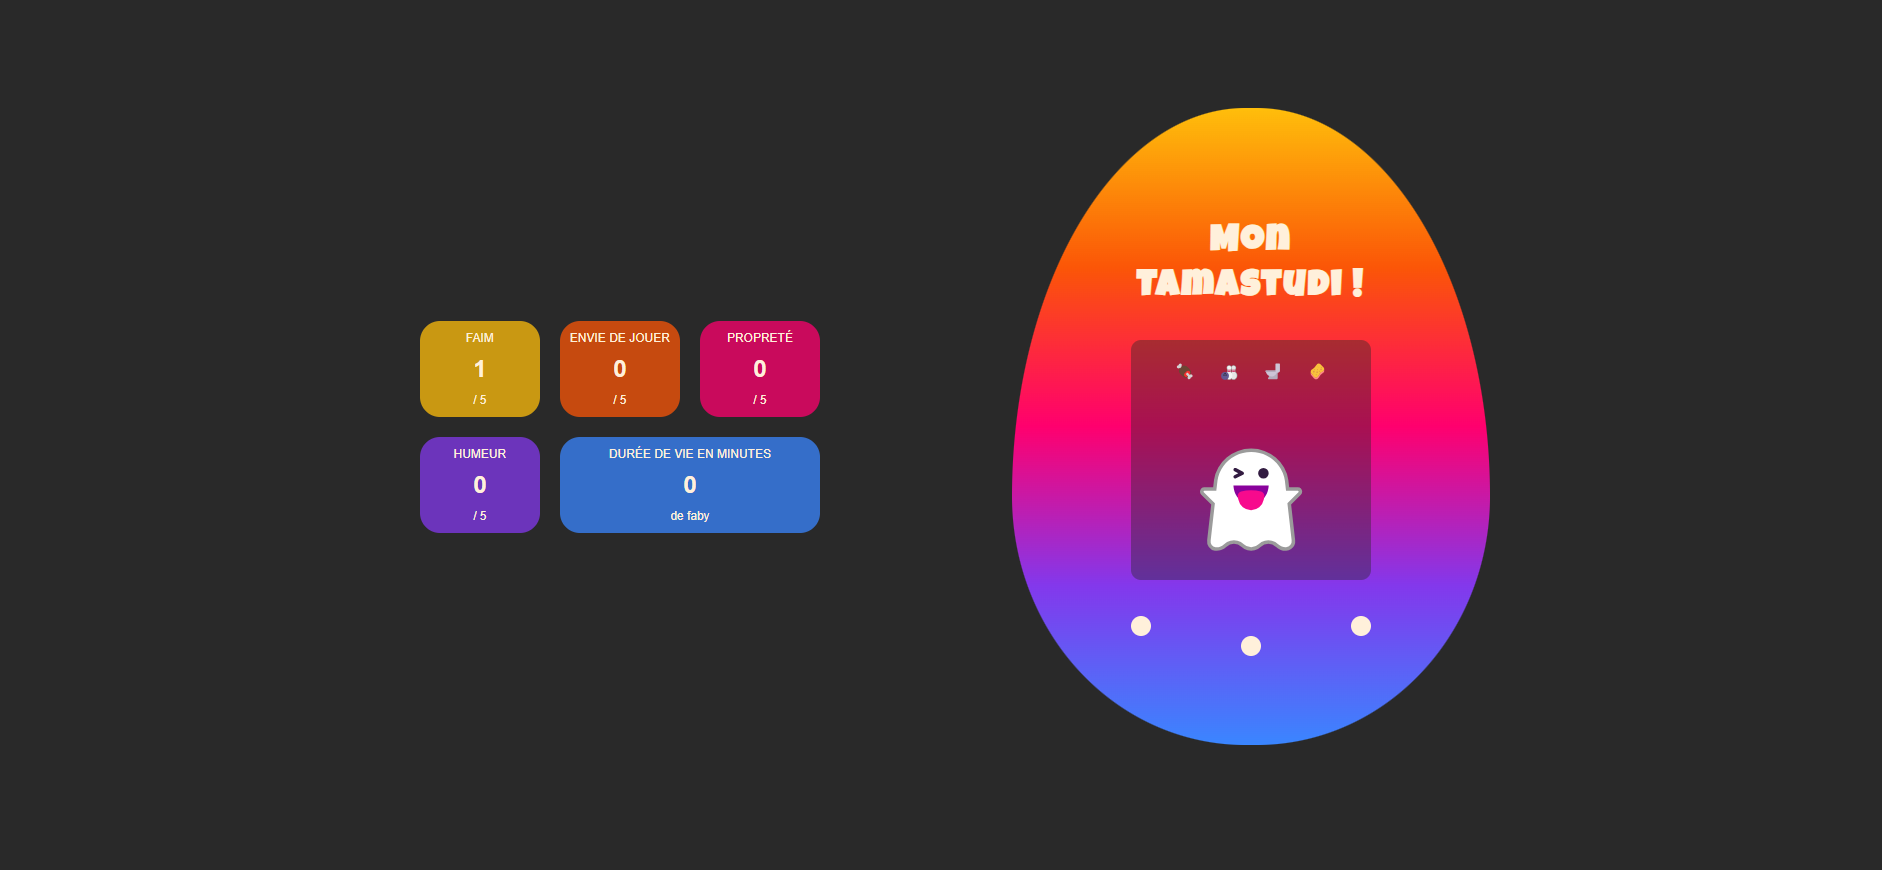 FAIM
1
/ 5
ENVIE DE JOUER
0
/ 5
PROPRETÉ
0
/ 5
HUMEUR
0
/ 5
DURÉE DE VIE EN MINUTES
0
de faby
Mon
TAMASTUDI !